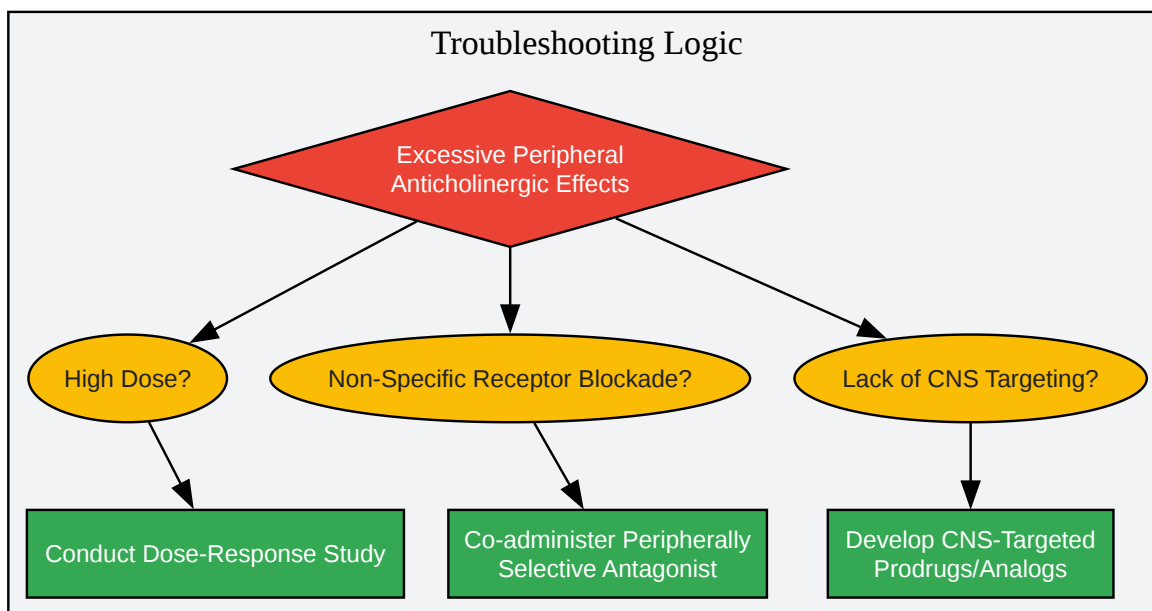 Troubleshooting Logic
Excessive Peripheral
Anticholinergic Effects
High Dose?
Non-Specific Receptor Blockade?
Lack of CNS Targeting?
Conduct Dose-Response Study
Co-administer Peripherally
Selective Antagonist
Develop CNS-Targeted
Prodrugs/Analogs